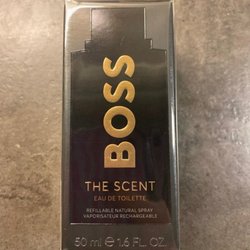 BOSS
THE SCENT
EAU DE TOILETTE
REFILLABLE NATURAL SPRAY
VAPORISATEUR RECHARGEABLE
50 ml ℮ 1.6 FL. OZ.